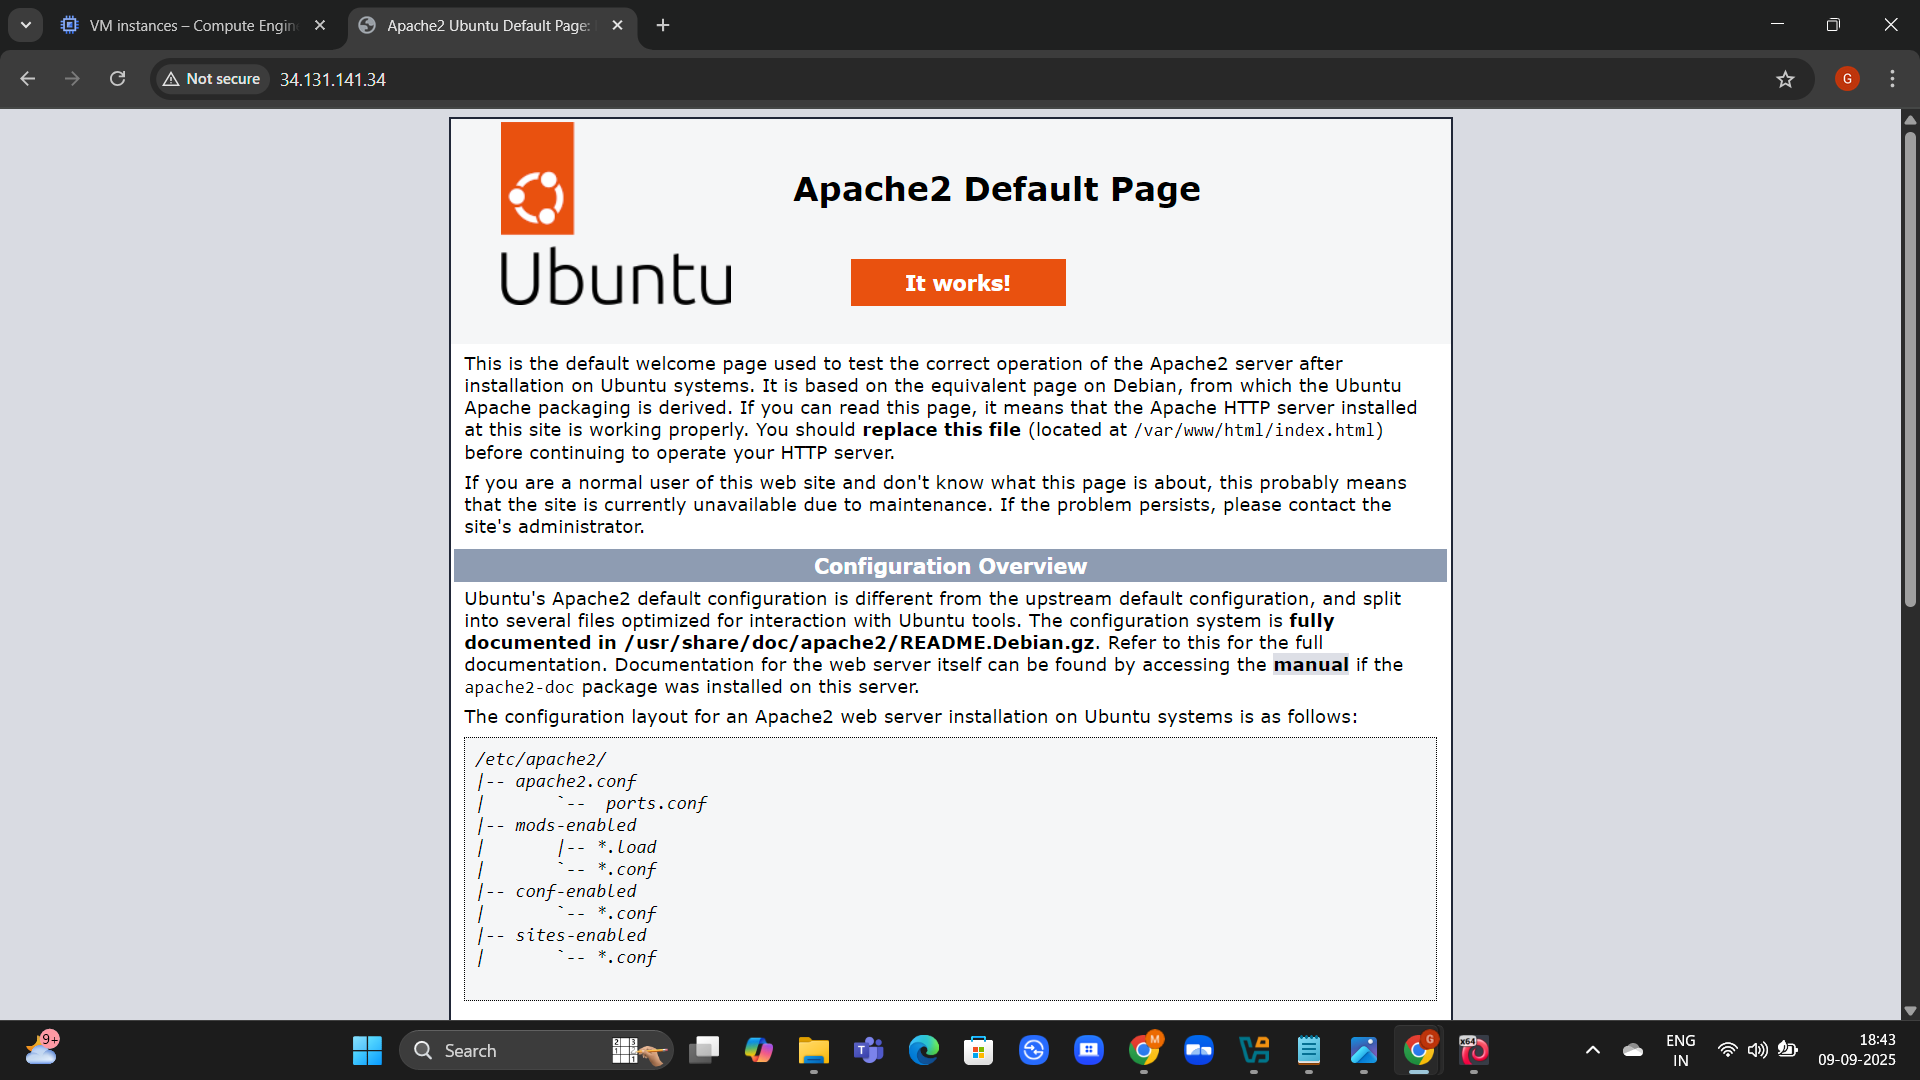 VM instances – Compute Engin
Apache2 Ubuntu Default Page:
Not secure
34.131.141.34
G
Apache2 Default Page
Ubuntu
It works!
This is the default welcome page used to test the correct operation of the Apache2 server after
installation on Ubuntu systems. It is based on the equivalent page on Debian, from which the Ubuntu
Apache packaging is derived. If you can read this page, it means that the Apache HTTP server installed
at this site is working properly. You should replace this file (located at /var/www/html/index.html)
before continuing to operate your HTTP server.
If you are a normal user of this web site and don't know what this page is about, this probably means
that the site is currently unavailable due to maintenance. If the problem persists, please contact the
site's administrator.
Configuration Overview
Ubuntu's Apache2 default configuration is different from the upstream default configuration, and split
into several files optimized for interaction with Ubuntu tools. The configuration system is fully
documented in /usr/share/doc/apache2/README.Debian.gz. Refer to this for the full
documentation. Documentation for the web server itself can be found by accessing the manual if the
apache2-doc package was installed on this server.
The configuration layout for an Apache2 web server installation on Ubuntu systems is as follows:
/etc/apache2/
|-- apache2.conf
|       `--  ports.conf
|-- mods-enabled
|       |-- *.load
|       `-- *.conf
|-- conf-enabled
|       `-- *.conf
|-- sites-enabled
|       `-- *.conf
9+
Search
T
M
G
x64
ENG
IN
18:43
09-09-2025